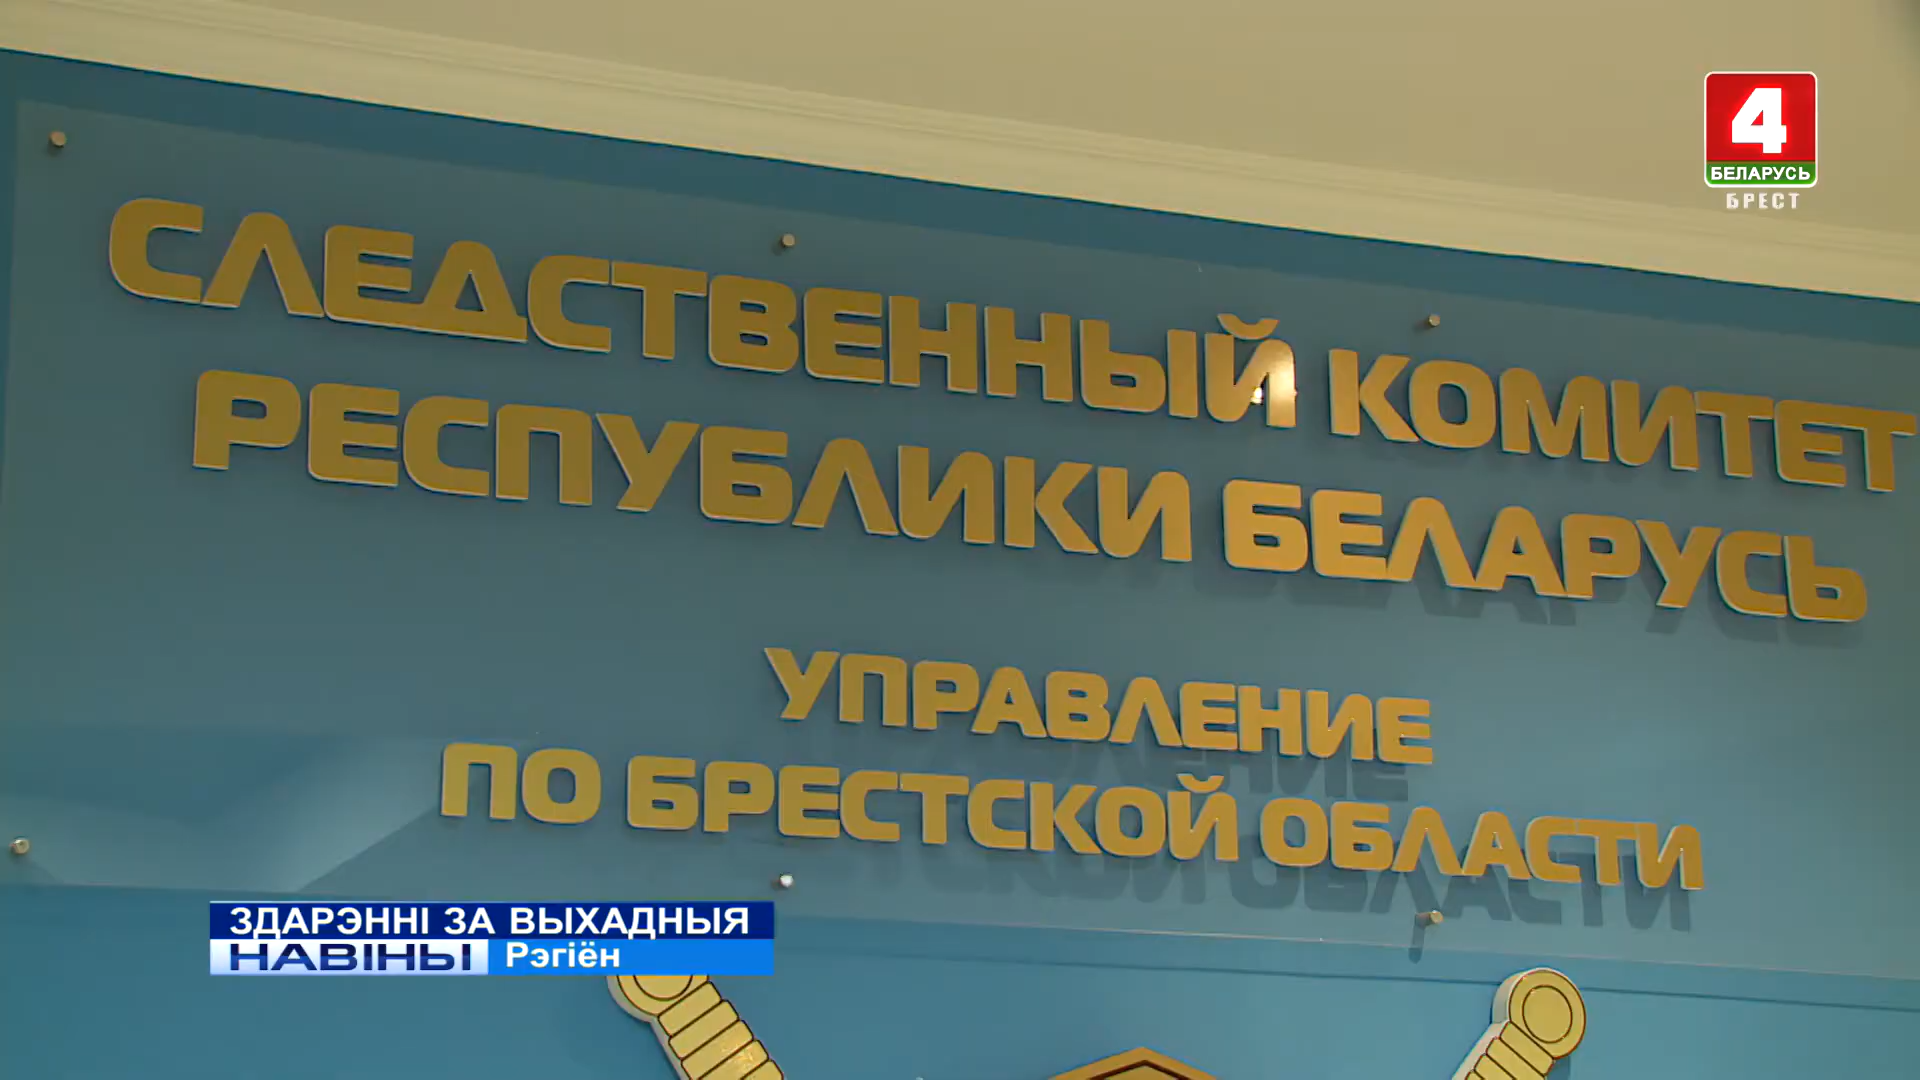 4
БЕЛАРУСЬ
БРЕСТ
СЛЕДСТВЕННЫЙ КОМИТЕТ
РЕСПУБЛИКИ БЕЛАРУСЬ
УПРАВЛЕНИЕ
ПО БРЕСТСКОЙ ОБЛАСТИ
ЗДАРЭННІ ЗА ВЫХАДНЫЯ
НАВІНЫ Рэгіён